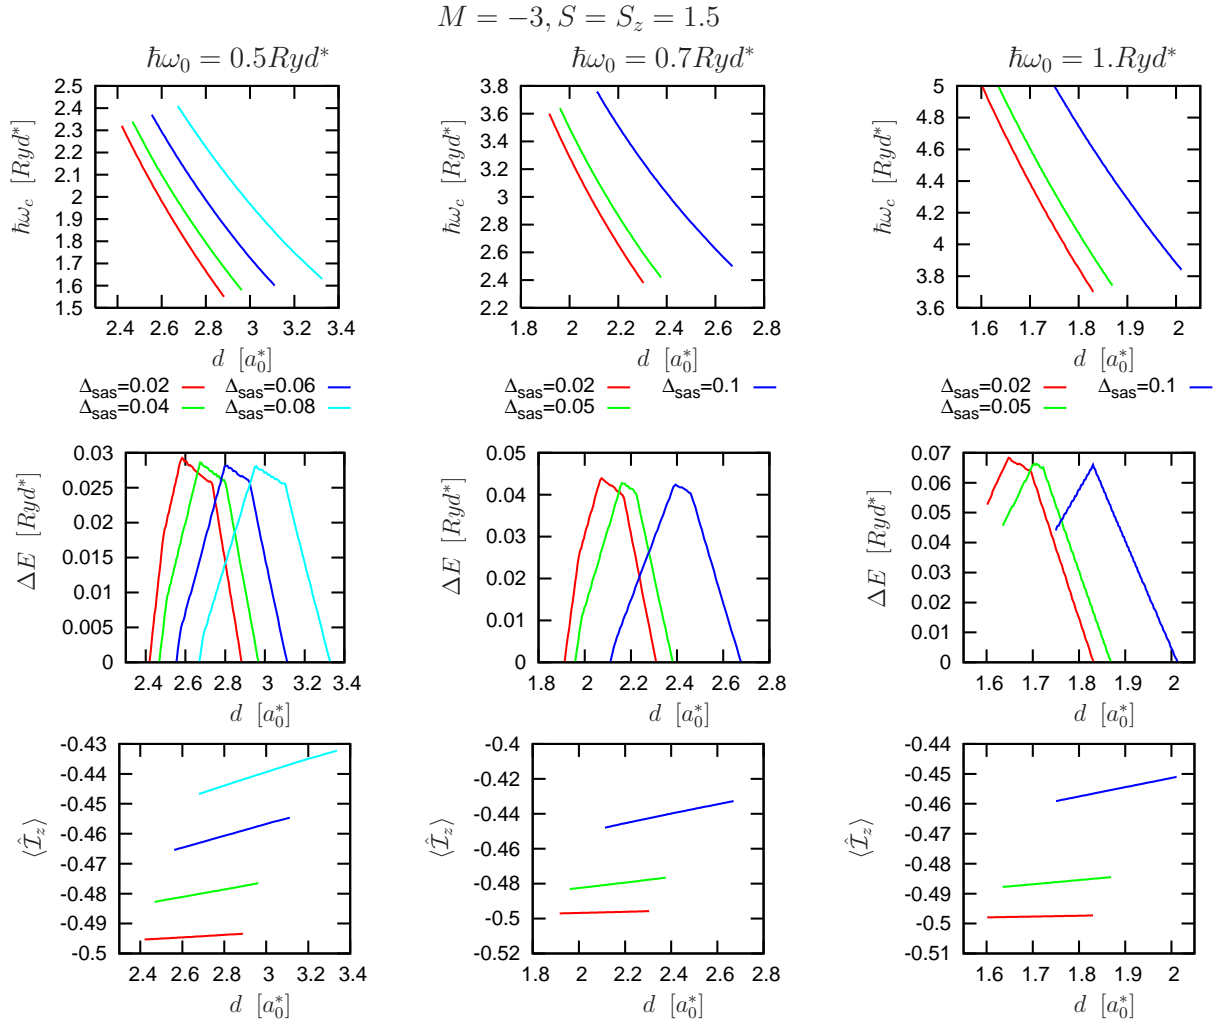 M = −3, S = S_z = 1.5
ħω₀ = 0.5Ryd* ħω₀ = 0.7Ryd* ħω₀ = 1.Ryd*
ħω_c [Ryd*]
2.5
2.4
2.3
2.2
2.1
2
1.9
1.8
1.7
1.6
1.5
2.4 2.6 2.8 3 3.2 3.4
d [a₀*]
ħω_c [Ryd*]
3.8
3.6
3.4
3.2
3
2.8
2.6
2.4
2.2
1.8 2 2.2 2.4 2.6 2.8
d [a₀*]
ħω_c [Ryd*]
5
4.8
4.6
4.4
4.2
4
3.8
3.6
1.6 1.7 1.8 1.9 2
d [a₀*]
Δsas=0.02 Δsas=0.06
Δsas=0.04 Δsas=0.08
Δsas=0.02 Δsas=0.1
Δsas=0.05
Δsas=0.02 Δsas=0.1
Δsas=0.05
ΔE [Ryd*]
0.03
0.025
0.02
0.015
0.01
0.005
0
2.4 2.6 2.8 3 3.2 3.4
d [a₀*]
ΔE [Ryd*]
0.05
0.04
0.03
0.02
0.01
0
1.8 2 2.2 2.4 2.6 2.8
d [a₀*]
ΔE [Ryd*]
0.07
0.06
0.05
0.04
0.03
0.02
0.01
0
1.6 1.7 1.8 1.9 2
d [a₀*]
⟨Î_z⟩
-0.43
-0.44
-0.45
-0.46
-0.47
-0.48
-0.49
-0.5
2.4 2.6 2.8 3 3.2 3.4
d [a₀*]
⟨Î_z⟩
-0.4
-0.42
-0.44
-0.46
-0.48
-0.5
-0.52
1.8 2 2.2 2.4 2.6 2.8
d [a₀*]
⟨Î_z⟩
-0.44
-0.45
-0.46
-0.47
-0.48
-0.49
-0.5
-0.51
1.6 1.7 1.8 1.9 2
d [a₀*]